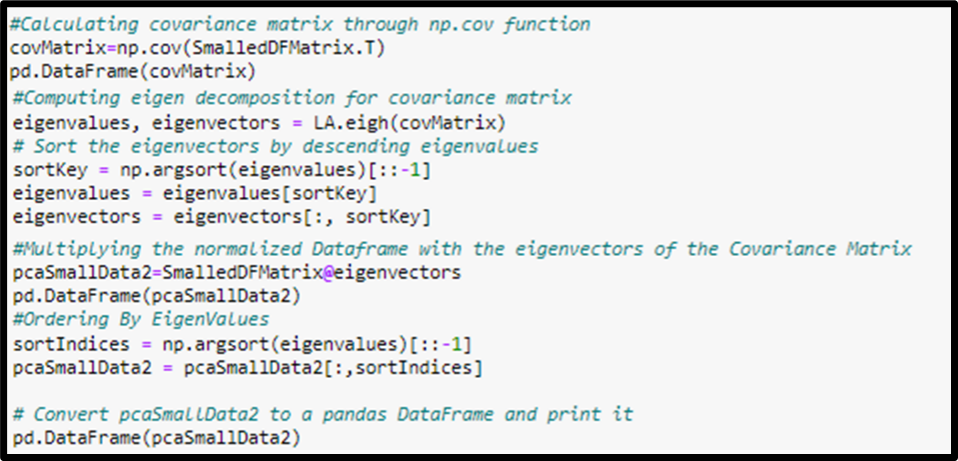 #Calculating covariance matrix through np.cov function
covMatrix=np.cov(SmalledDFMatrix.T)
pd.DataFrame(covMatrix)
#Computing eigen decomposition for covariance matrix
eigenvalues, eigenvectors = LA.eigh(covMatrix)
# Sort the eigenvectors by descending eigenvalues
sortKey = np.argsort(eigenvalues)[::-1]
eigenvalues = eigenvalues[sortKey]
eigenvectors = eigenvectors[:, sortKey]
#Multiplying the normalized Dataframe with the eigenvectors of the Covariance Matrix
pcaSmallData2=SmalledDFMatrix@eigenvectors
pd.DataFrame(pcaSmallData2)
#Ordering By EigenValues
sortIndices = np.argsort(eigenvalues)[::-1]
pcaSmallData2 = pcaSmallData2[:,sortIndices]
# Convert pcaSmallData2 to a pandas DataFrame and print it
pd.DataFrame(pcaSmallData2)